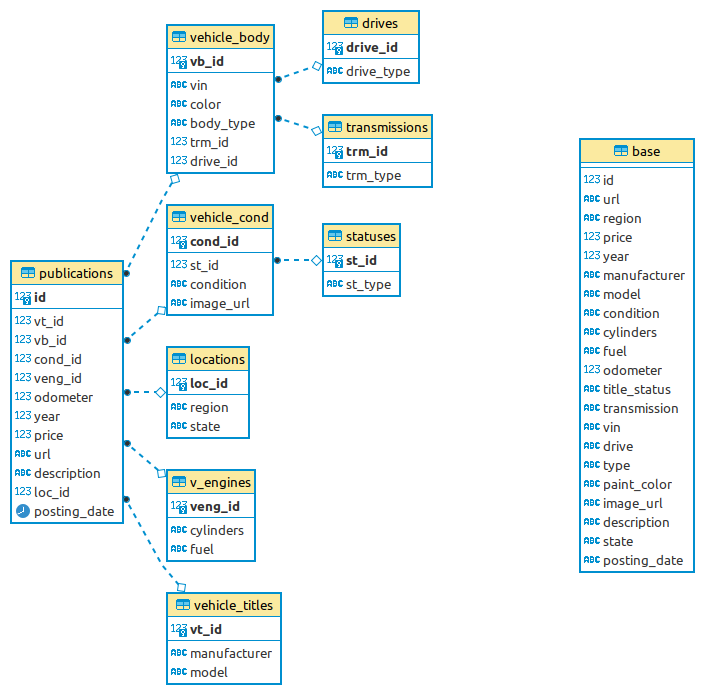 vehicle_body
123 vb_id
ABC vin
ABC color
ABC body_type
123 trm_id
123 drive_id
drives
123 drive_id
ABC drive_type
transmissions
123 trm_id
ABC trm_type
vehicle_cond
123 cond_id
123 st_id
ABC condition
ABC image_url
statuses
123 st_id
ABC st_type
publications
123 id
123 vt_id
123 vb_id
123 cond_id
123 veng_id
123 odometer
123 year
123 price
ABC url
ABC description
123 loc_id
posting_date
locations
123 loc_id
ABC region
ABC state
v_engines
123 veng_id
ABC cylinders
ABC fuel
vehicle_titles
123 vt_id
ABC manufacturer
ABC model
base
123 id
ABC url
ABC region
123 price
123 year
ABC manufacturer
ABC model
ABC condition
ABC cylinders
ABC fuel
123 odometer
ABC title_status
ABC transmission
ABC vin
ABC drive
ABC type
ABC paint_color
ABC image_url
ABC description
ABC state
ABC posting_date